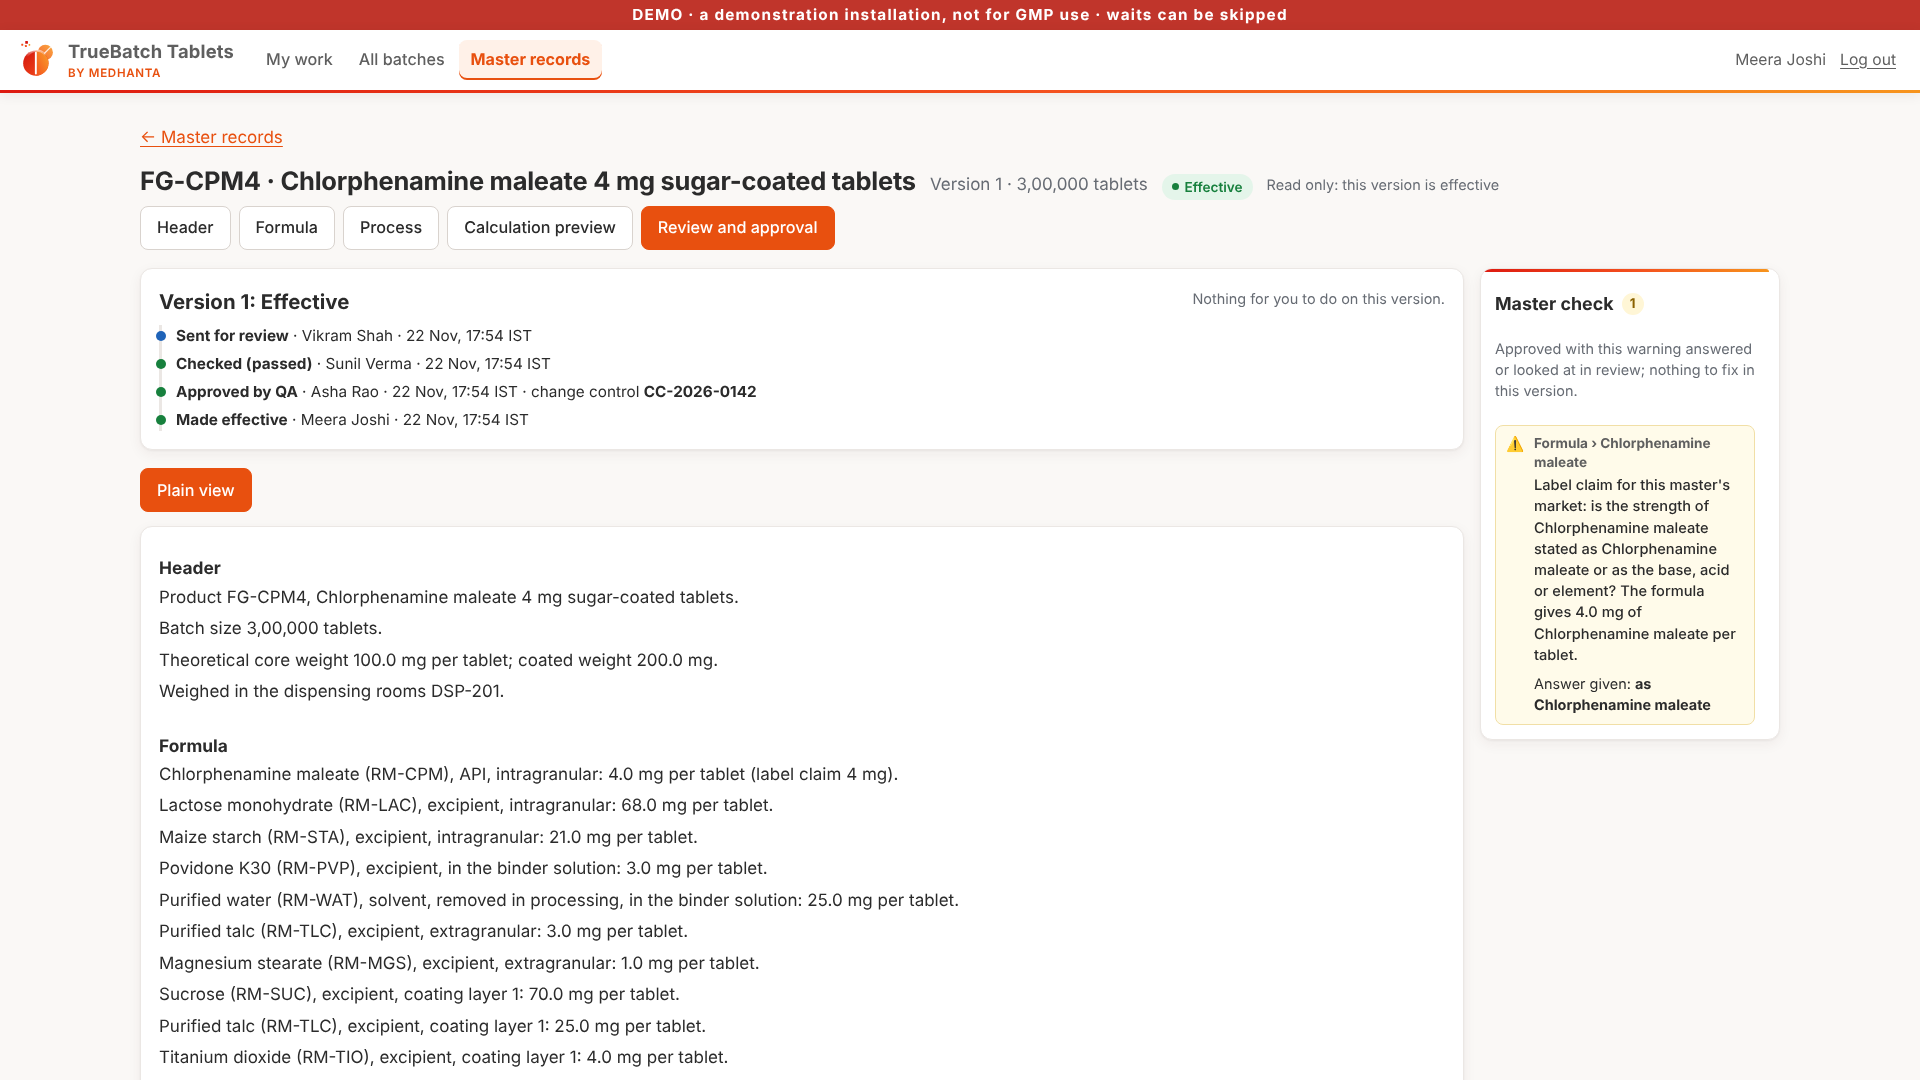 DEMO · a demonstration installation, not for GMP use · waits can be skipped
TrueBatch Tablets
BY MEDHANTA
My work
All batches
Master records
Meera Joshi
Log out
← Master records
FG-CPM4 · Chlorphenamine maleate 4 mg sugar-coated tablets
Version 1 · 3,00,000 tablets
Effective
Read only: this version is effective
Header
Formula
Process
Calculation preview
Review and approval
Version 1: Effective
Nothing for you to do on this version.
Sent for review · Vikram Shah · 22 Nov, 17:54 IST
Checked (passed) · Sunil Verma · 22 Nov, 17:54 IST
Approved by QA · Asha Rao · 22 Nov, 17:54 IST · change control CC-2026-0142
Made effective · Meera Joshi · 22 Nov, 17:54 IST
Plain view
Header
Product FG-CPM4, Chlorphenamine maleate 4 mg sugar-coated tablets.
Batch size 3,00,000 tablets.
Theoretical core weight 100.0 mg per tablet; coated weight 200.0 mg.
Weighed in the dispensing rooms DSP-201.
Formula
Chlorphenamine maleate (RM-CPM), API, intragranular: 4.0 mg per tablet (label claim 4 mg).
Lactose monohydrate (RM-LAC), excipient, intragranular: 68.0 mg per tablet.
Maize starch (RM-STA), excipient, intragranular: 21.0 mg per tablet.
Povidone K30 (RM-PVP), excipient, in the binder solution: 3.0 mg per tablet.
Purified water (RM-WAT), solvent, removed in processing, in the binder solution: 25.0 mg per tablet.
Purified talc (RM-TLC), excipient, extragranular: 3.0 mg per tablet.
Magnesium stearate (RM-MGS), excipient, extragranular: 1.0 mg per tablet.
Sucrose (RM-SUC), excipient, coating layer 1: 70.0 mg per tablet.
Purified talc (RM-TLC), excipient, coating layer 1: 25.0 mg per tablet.
Titanium dioxide (RM-TIO), excipient, coating layer 1: 4.0 mg per tablet.
Master check 1
Approved with this warning answered
or looked at in review; nothing to fix in
this version.
Formula › Chlorphenamine
maleate
Label claim for this master's
market: is the strength of
Chlorphenamine maleate
stated as Chlorphenamine
maleate or as the base, acid
or element? The formula
gives 4.0 mg of
Chlorphenamine maleate per
tablet.
Answer given: as
Chlorphenamine maleate